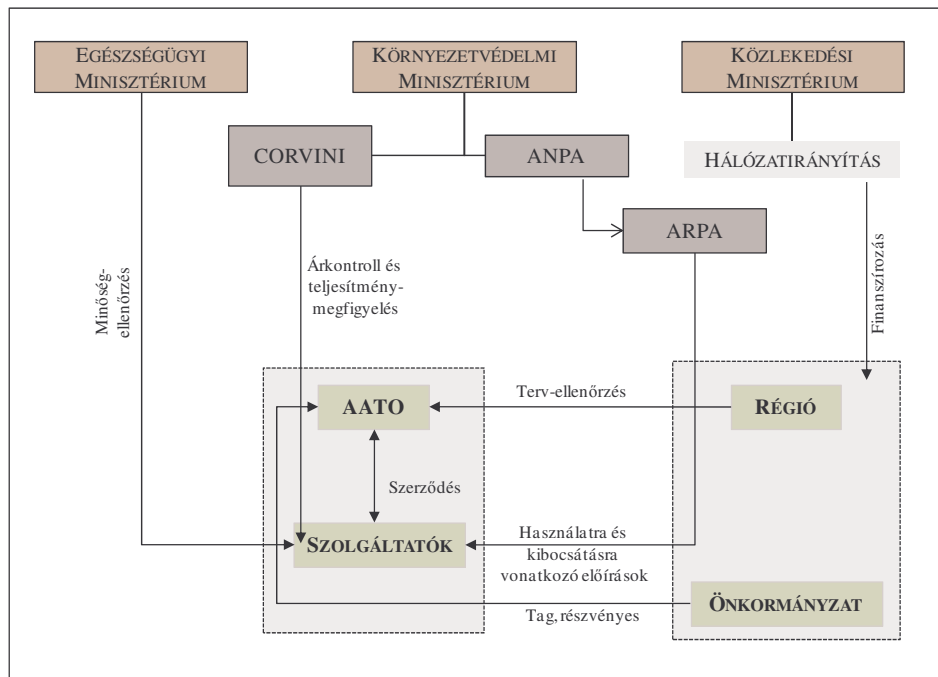 EGÉSZSÉGÜGYI
MINISZTÉRIUM
KÖRNYEZETVÉDELMI
MINISZTÉRIUM
KÖZLEKEDÉSI
MINISZTÉRIUM
CORVINI
ANPA
HÁLÓZATIRÁNYÍTÁS
ARPA
Minőség-
ellenőrzés
Árkontroll és
teljesítmény-
megfigyelés
Finanszírozás
AATO
Terv-ellenőrzés
RÉGIÓ
Szerződés
SZOLGÁLTATÓK
Használatra és
kibocsátásra
vonatkozó előírások
ÖNKORMÁNYZAT
Tag, részvényes